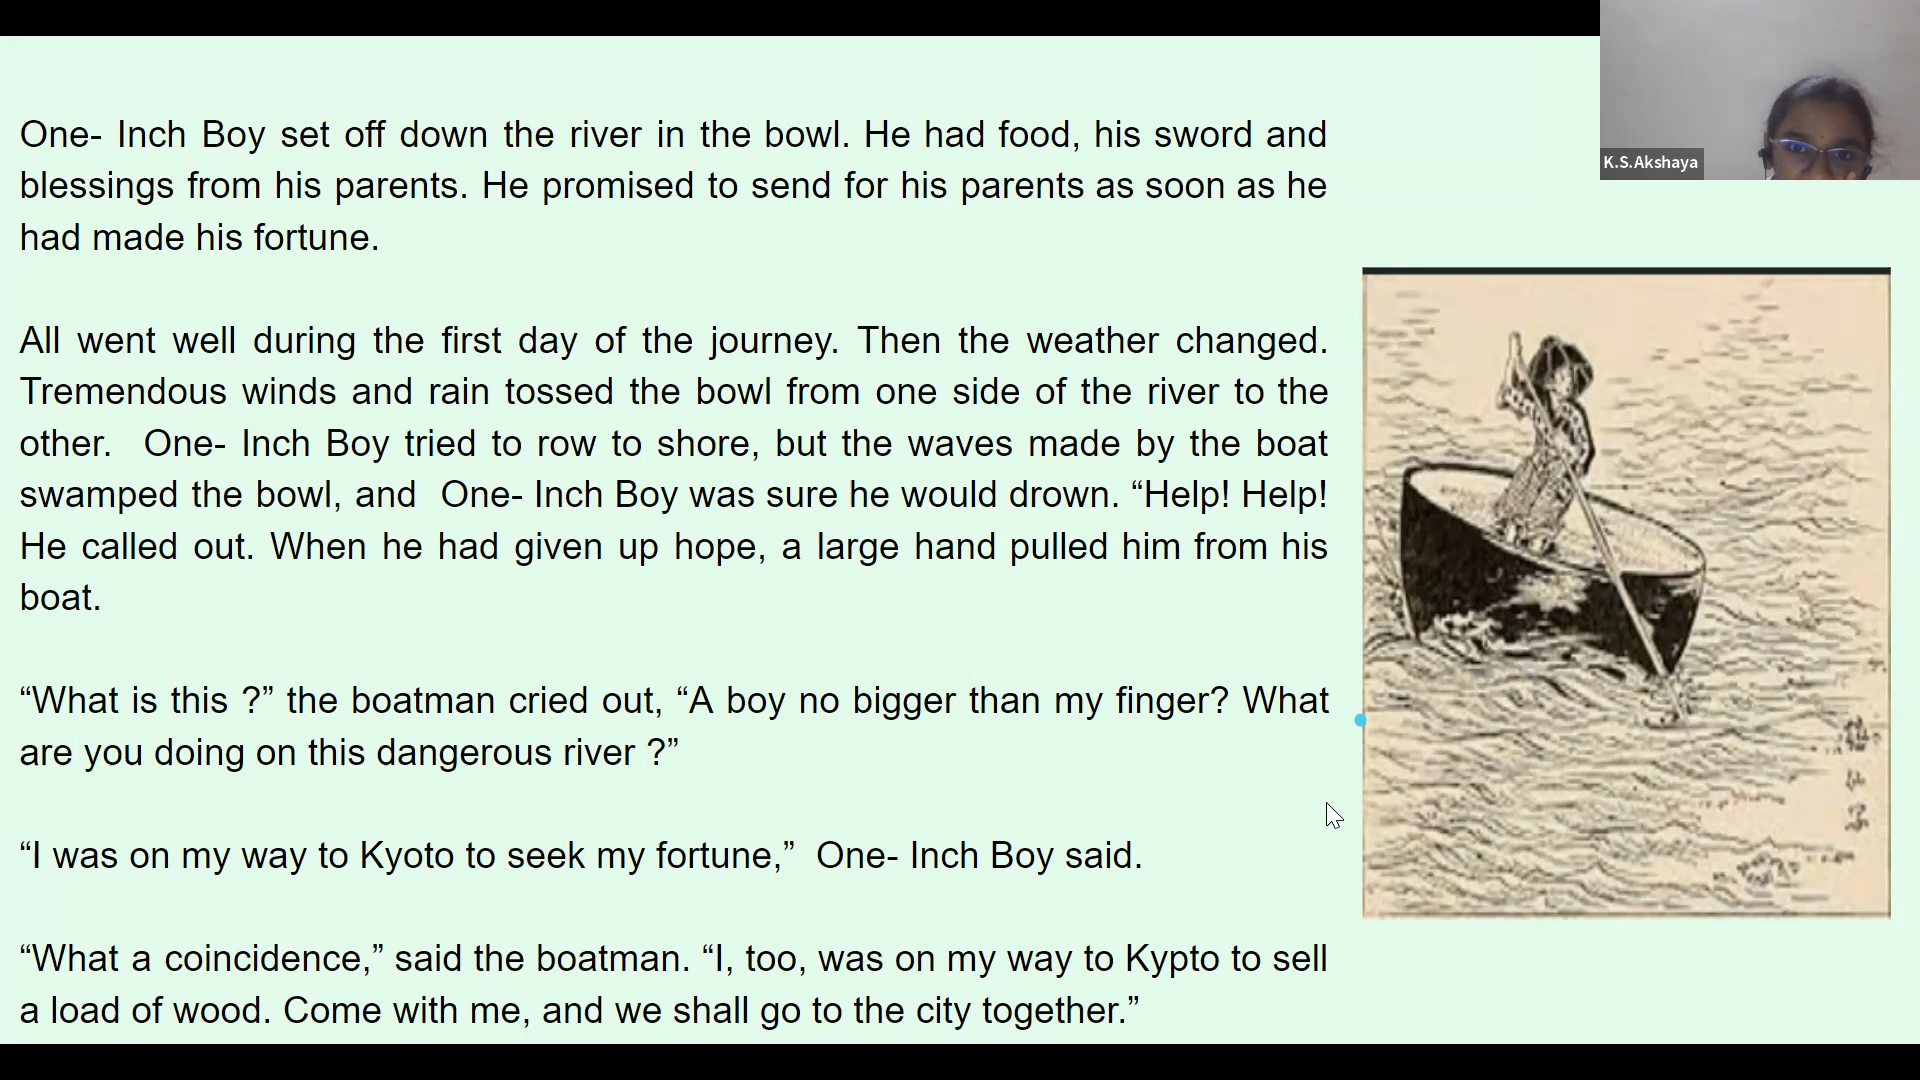 K.S.Akshaya
One- Inch Boy set off down the river in the bowl. He had food, his sword and
blessings from his parents. He promised to send for his parents as soon as he
had made his fortune.
All went well during the first day of the journey. Then the weather changed.
Tremendous winds and rain tossed the bowl from one side of the river to the
other.  One- Inch Boy tried to row to shore, but the waves made by the boat
swamped the bowl, and  One- Inch Boy was sure he would drown. “Help! Help!
He called out. When he had given up hope, a large hand pulled him from his
boat.
“What is this ?” the boatman cried out, “A boy no bigger than my finger? What
are you doing on this dangerous river ?”
“I was on my way to Kyoto to seek my fortune,”  One- Inch Boy said.
“What a coincidence,” said the boatman. “I, too, was on my way to Kypto to sell
a load of wood. Come with me, and we shall go to the city together.”